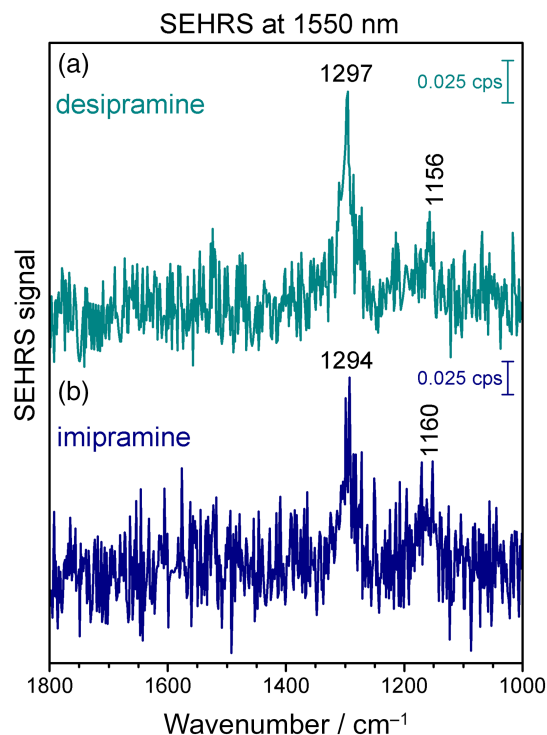 SEHRS at 1550 nm
(a)
desipramine
1297
0.025 cps
1156
SEHRS signal
(b)
imipramine
1294
0.025 cps
1160
1800 1600 1400 1200 1000
Wavenumber / cm⁻¹